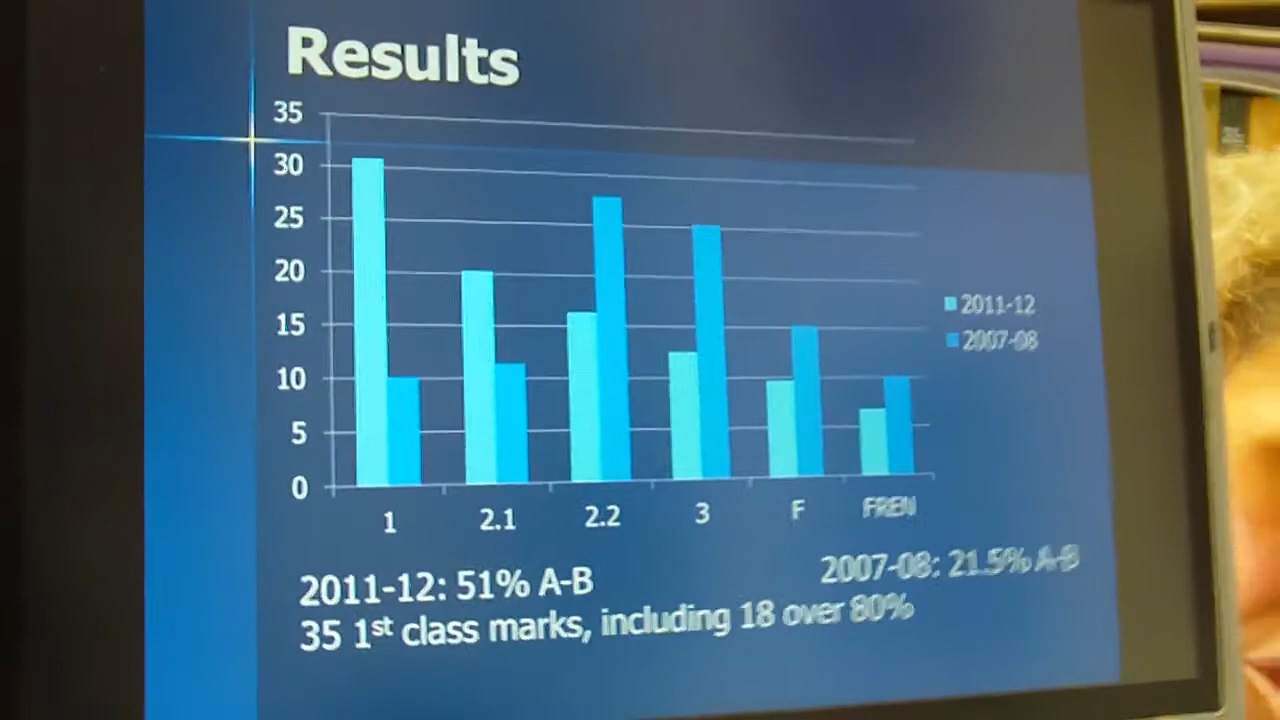 Results
35
30
25
20
15
10
5
0
1 2.1 2.2 3 F FREN
2011-12
2007-08
2011-12: 51% A-B
2007-08: 21.5% A-B
35 1st class marks, including 18 over 80%